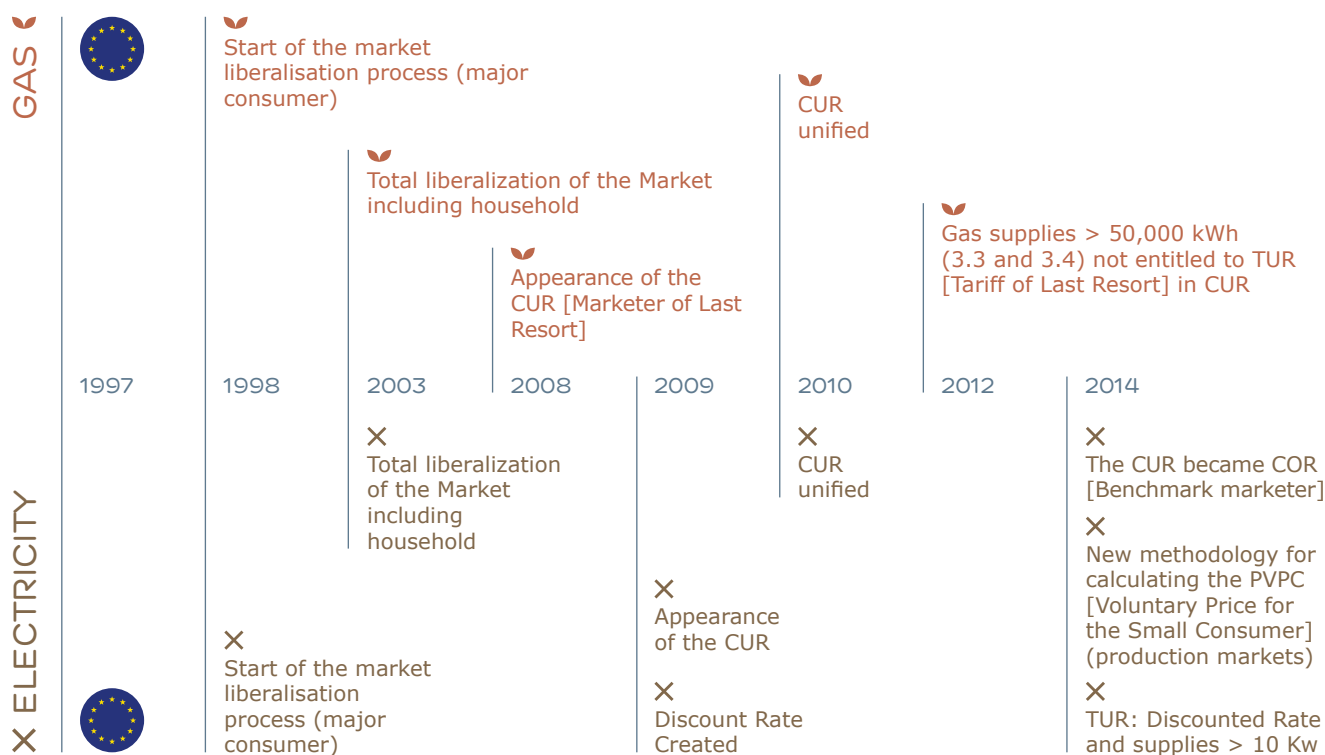 GAS
Start of the market
liberalisation process (major
consumer)
CUR
unified
Total liberalization of the Market
including household
Gas supplies > 50,000 kWh
(3.3 and 3.4) not entitled to TUR
[Tariff of Last Resort] in CUR
Appearance of the
CUR [Marketer of Last
Resort]
1997
1998
2003
2008
2009
2010
2012
2014
ELECTRICITY
Total liberalization
of the Market
including
household
CUR
unified
The CUR became COR
[Benchmark marketer]
New methodology for
calculating the PVPC
[Voluntary Price for
the Small Consumer]
(production markets)
Appearance
of the CUR
Start of the market
liberalisation
process (major
consumer)
Discount Rate
Created
TUR: Discounted Rate
and supplies > 10 Kw